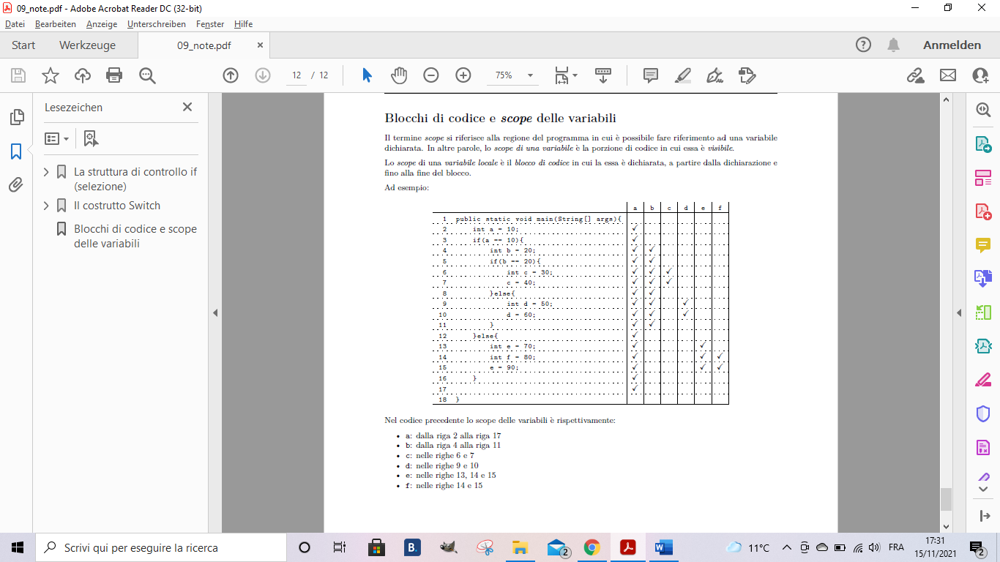 09_note.pdf - Adobe Acrobat Reader DC (32-bit)
Datei Bearbeiten Anzeige Unterschreiben Fenster Hilfe
Start Werkzeuge 09_note.pdf × Anmelden
12 / 12 75%
Lesezeichen
La struttura di controllo if
(selezione)
Il costrutto Switch
Blocchi di codice e scope
delle variabili
Blocchi di codice e scope delle variabili
Il termine scope si riferisce alla regione del programma in cui è possibile fare riferimento ad una variabile
dichiarata. In altre parole, lo scope di una variabile è la porzione di codice in cui essa è visibile.
Lo scope di una variabile locale è il blocco di codice in cui la essa è dichiarata, a partire dalla dichiarazione e
fino alla fine del blocco.
Ad esempio:
a b c d e f
1 public static void main(String[] args){
2 int a = 10; ✓
3 if(a == 10){ ✓
4 int b = 20; ✓ ✓
5 if(b == 20){ ✓ ✓
6 int c = 30; ✓ ✓ ✓
7 c = 40; ✓ ✓ ✓
8 }else{ ✓ ✓
9 int d = 50; ✓ ✓ ✓
10 d = 60; ✓ ✓ ✓
11 } ✓ ✓
12 }else{ ✓
13 int e = 70; ✓ ✓
14 int f = 80; ✓ ✓ ✓
15 e = 90; ✓ ✓ ✓
16 } ✓
17 ✓
18 }
Nel codice precedente lo scope delle variabili è rispettivamente:
• a: dalla riga 2 alla riga 17
• b: dalla riga 4 alla riga 11
• c: nelle righe 6 e 7
• d: nelle righe 9 e 10
• e: nelle righe 13, 14 e 15
• f: nelle righe 14 e 15
Scrivi qui per eseguire la ricerca B. 2 W 11°C FRA 17:31
15/11/2021 2